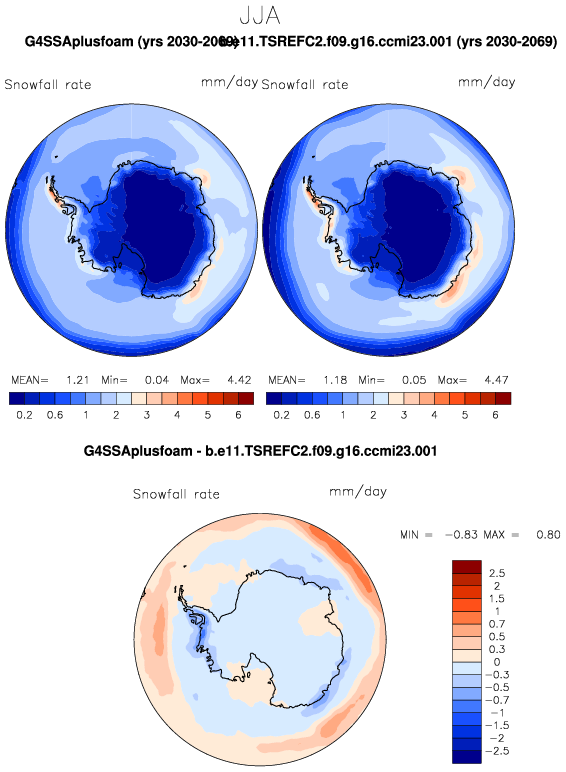 JJA
G4SSAplusfoam (yrs 2030-2069) b.e11.TSREFC2.f09.g16.ccmi23.001 (yrs 2030-2069)
Snowfall rate mm/day Snowfall rate mm/day
MEAN= 1.21 Min= 0.04 Max= 4.42 MEAN= 1.18 Min= 0.05 Max= 4.47
0.2 0.6 1 2 3 4 5 6 0.2 0.6 1 2 3 4 5 6
G4SSAplusfoam - b.e11.TSREFC2.f09.g16.ccmi23.001
Snowfall rate mm/day
MIN = -0.83 MAX = 0.80
2.5
2
1.5
1
0.7
0.5
0.3
0
-0.3
-0.5
-0.7
-1
-1.5
-2
-2.5